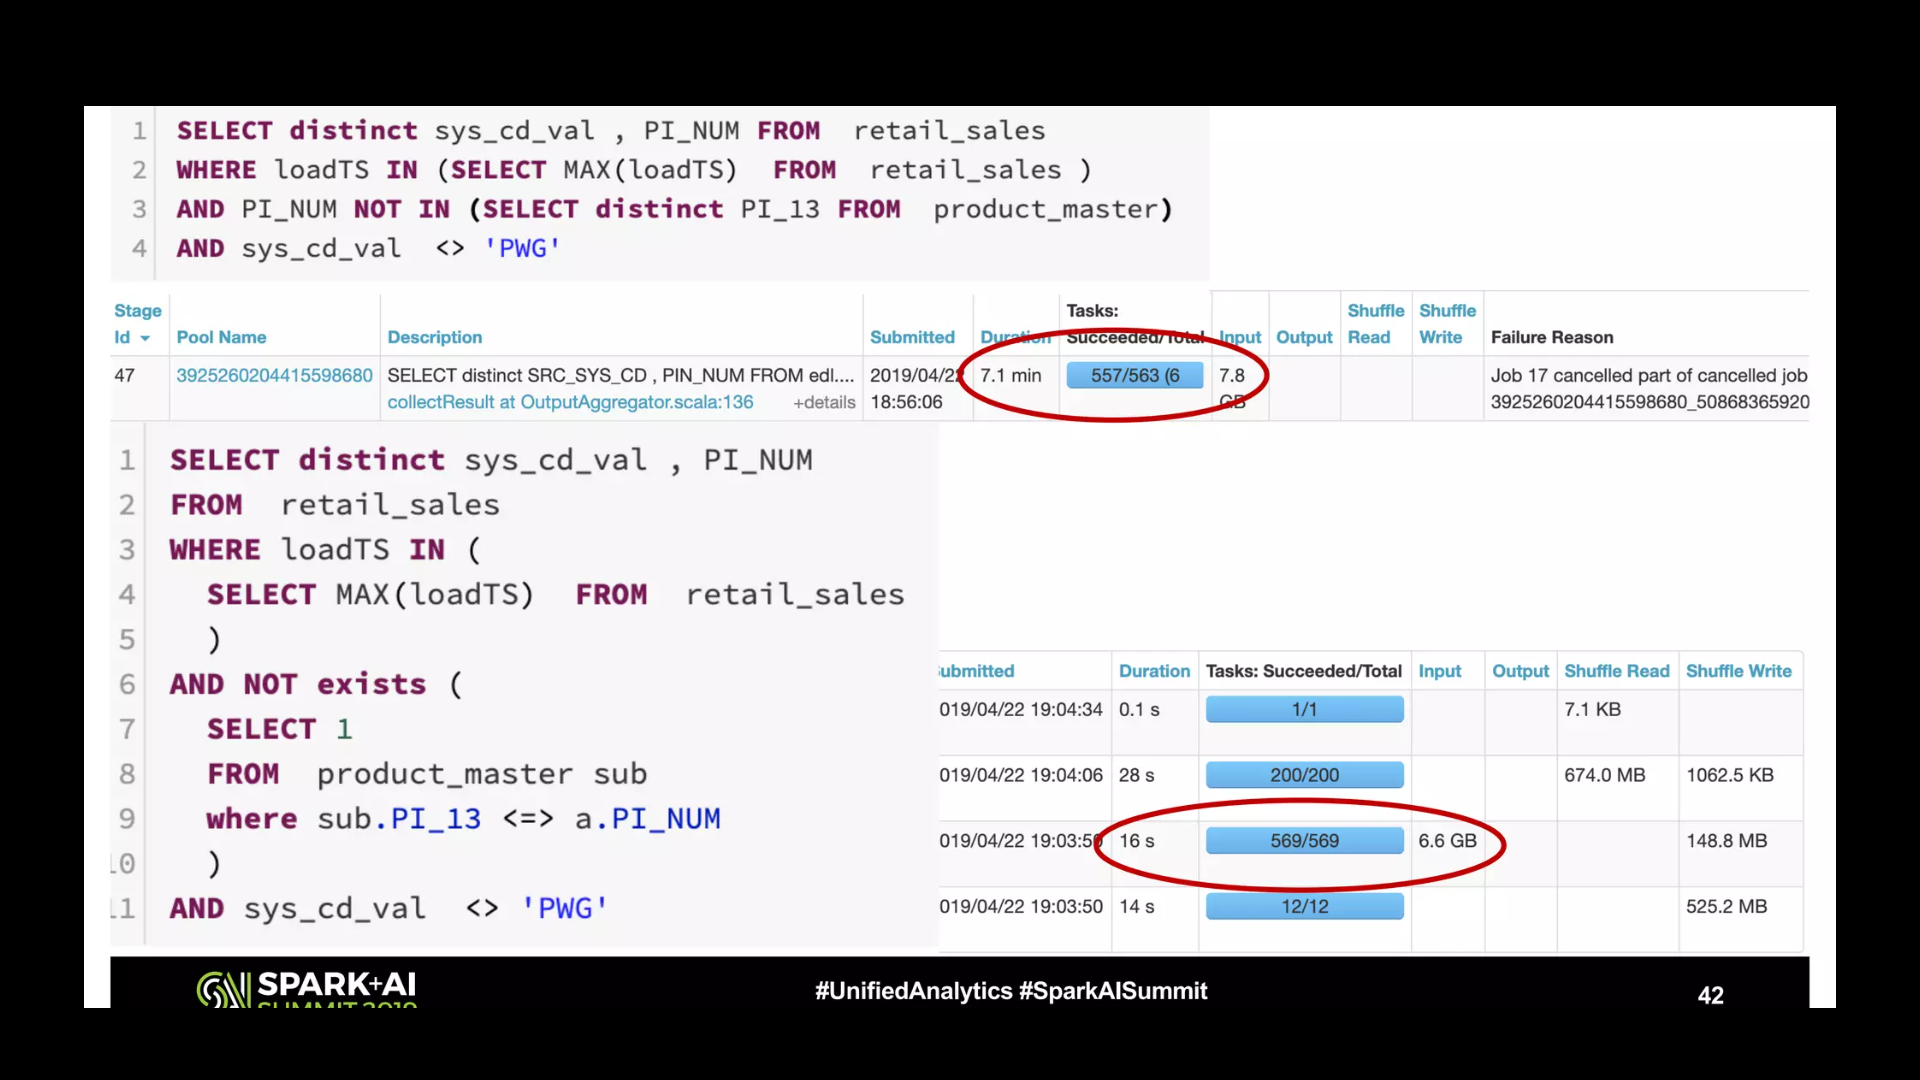 1 SELECT distinct sys_cd_val , PI_NUM FROM retail_sales
2 WHERE loadTS IN (SELECT MAX(loadTS) FROM retail_sales )
3 AND PI_NUM NOT IN (SELECT distinct PI_13 FROM product_master)
4 AND sys_cd_val <> 'PWG'
Stage Id Pool Name Description Submitted Duration Tasks: Succeeded/Total Input Output Shuffle Read Shuffle Write Failure Reason
47 3925260204415598680 SELECT distinct SRC_SYS_CD , PIN_NUM FROM edl.... 2019/04/22 7.1 min 557/563 (6 7.8 Job 17 cancelled part of cancelled job
collectResult at OutputAggregator.scala:136 +details 18:56:06 GB 3925260204415598680_50868365920
1 SELECT distinct sys_cd_val , PI_NUM
2 FROM retail_sales
3 WHERE loadTS IN (
4 SELECT MAX(loadTS) FROM retail_sales
5 )
6 AND NOT exists (
7 SELECT 1
8 FROM product_master sub
9 where sub.PI_13 <=> a.PI_NUM
10 )
11 AND sys_cd_val <> 'PWG'
ubmitted Duration Tasks: Succeeded/Total Input Output Shuffle Read Shuffle Write
019/04/22 19:04:34 0.1 s 1/1 7.1 KB
019/04/22 19:04:06 28 s 200/200 674.0 MB 1062.5 KB
019/04/22 19:03:50 16 s 569/569 6.6 GB 148.8 MB
019/04/22 19:03:50 14 s 12/12 525.2 MB
SPARK+AI
SUMMIT 2019
#UnifiedAnalytics #SparkAISummit
42